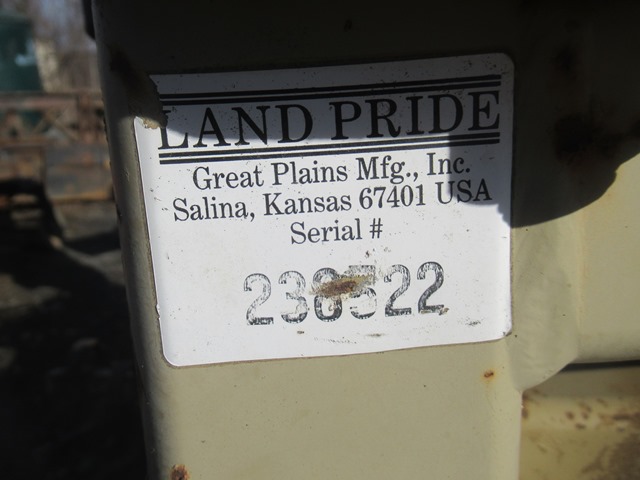 LAND PRIDE
Great Plains Mfg., Inc.
Salina, Kansas 67401 USA
Serial #